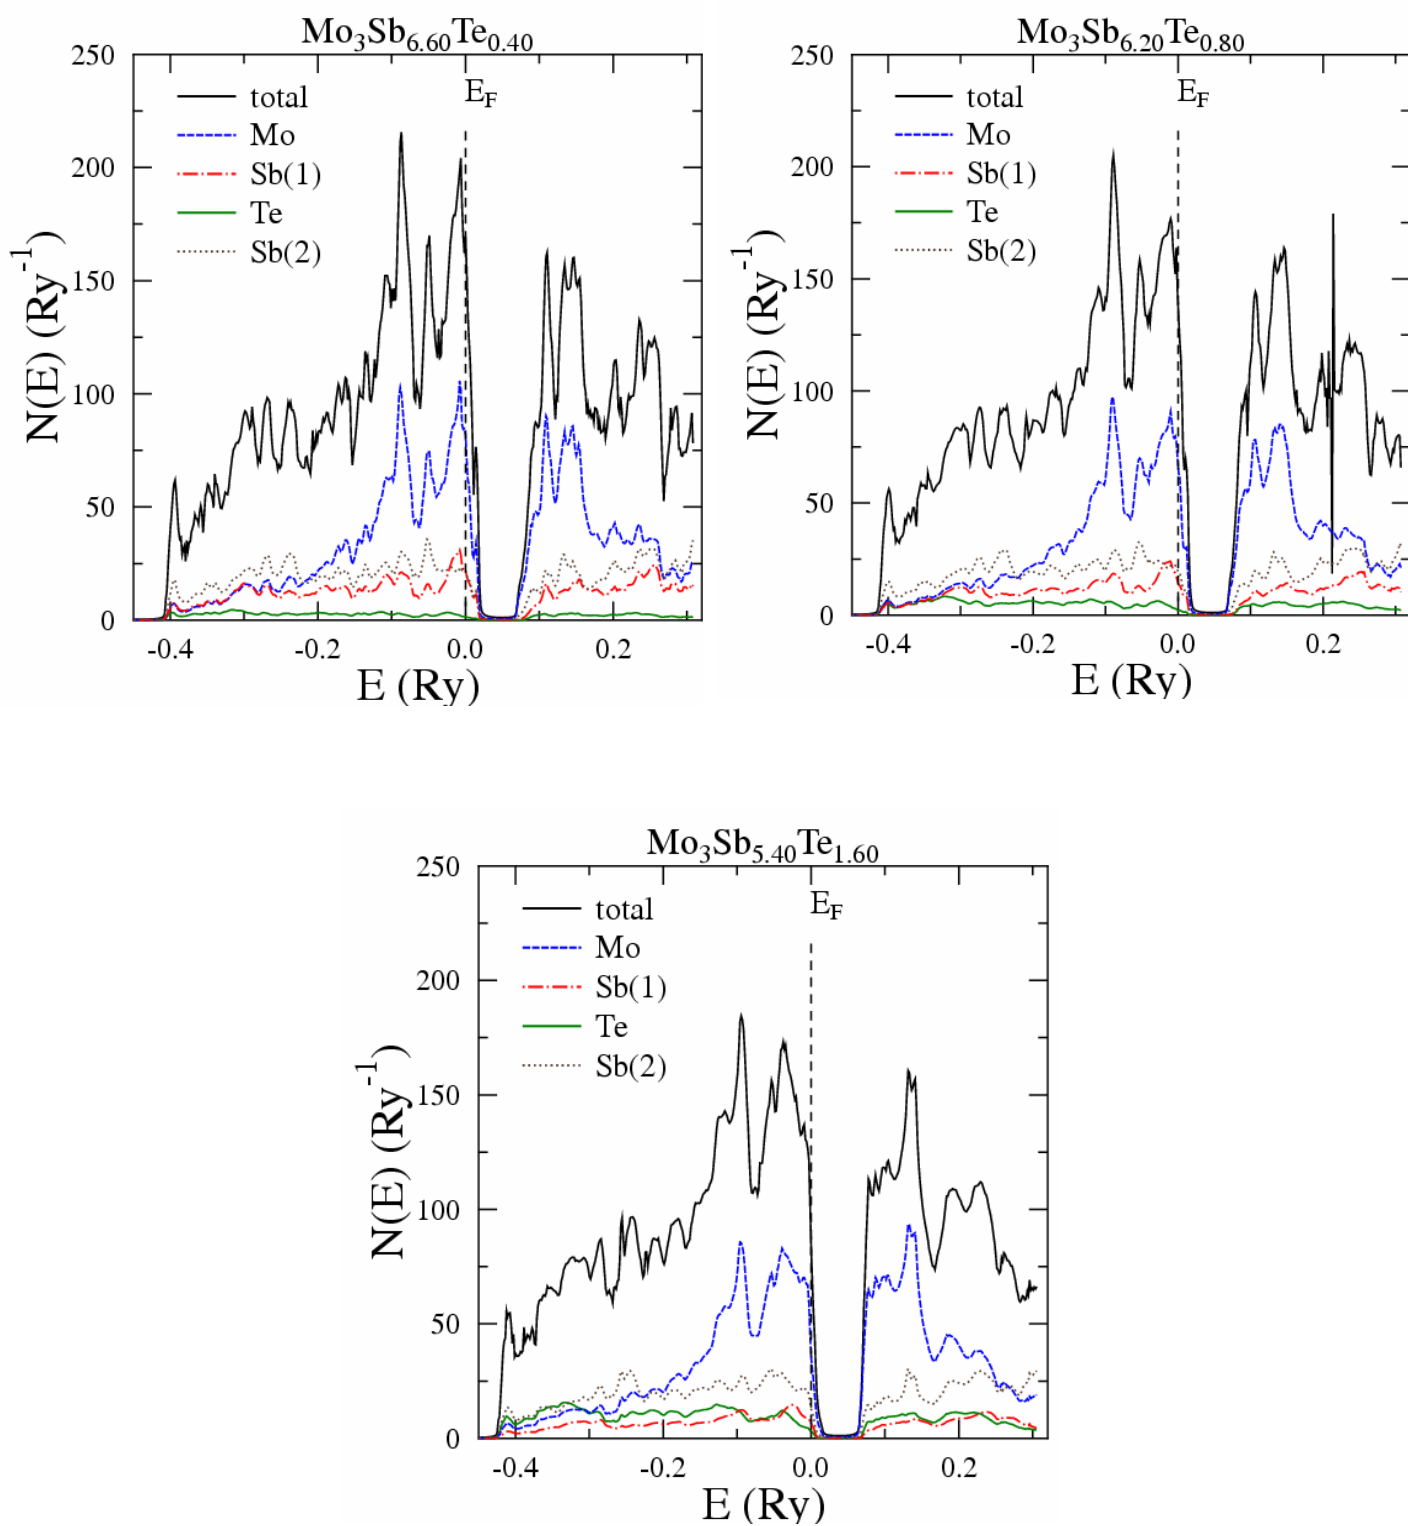 Mo₃Sb₆.₆₀Te₀.₄₀
250
200
150
100
50
0
N(E) (Ry⁻¹)
total
Mo
Sb(1)
Te
Sb(2)
E_F
-0.4 -0.2 0.0 0.2
E (Ry)
Mo₃Sb₆.₂₀Te₀.₈₀
250
200
150
100
50
0
N(E) (Ry⁻¹)
total
Mo
Sb(1)
Te
Sb(2)
E_F
-0.4 -0.2 0.0 0.2
E (Ry)
Mo₃Sb₅.₄₀Te₁.₆₀
250
200
150
100
50
0
N(E) (Ry⁻¹)
total
Mo
Sb(1)
Te
Sb(2)
E_F
-0.4 -0.2 0.0 0.2
E (Ry)